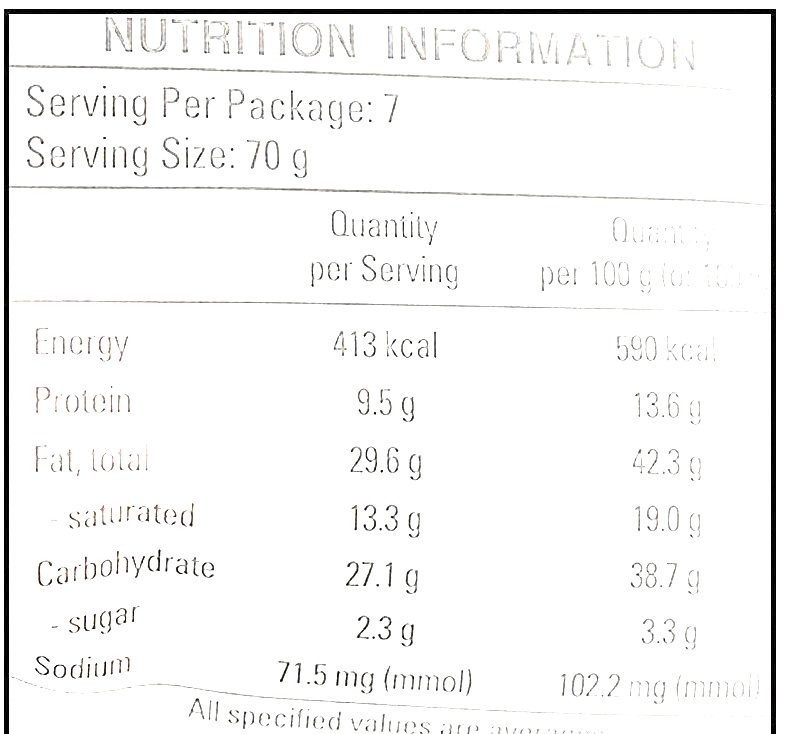 NUTRITION INFORMATION
Serving Per Package: 7
Serving Size: 70 g
Quantity Quantity
per Serving per 100 g (or 100
Energy 413 kcal 590 kcal
Protein 9.5 g 13.6 g
Fat, total 29.6 g 42.3 g
- saturated 13.3 g 19.0 g
Carbohydrate 27.1 g 38.7 g
- sugar 2.3 g 3.3 g
Sodium 71.5 mg (mmol) 102.2 mg (mmol)
All specified values are